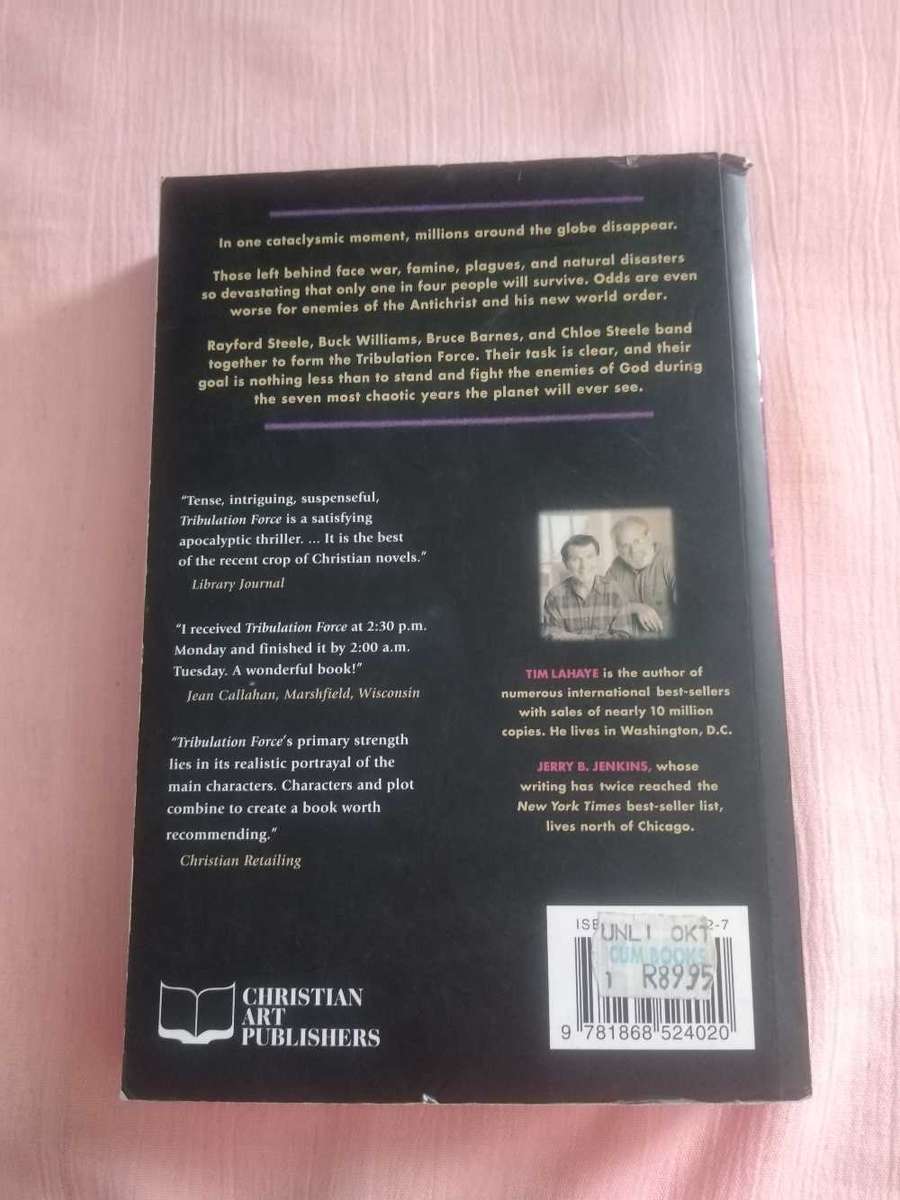 In one cataclysmic moment, millions around the globe disappear.
Those left behind face war, famine, plagues, and natural disasters
so devastating that only one in four people will survive. Odds are even
worse for enemies of the Antichrist and his new world order.
Rayford Steele, Buck Williams, Bruce Barnes, and Chloe Steele band
together to form the Tribulation Force. Their task is clear, and their
goal is nothing less than to stand and fight the enemies of God during
the seven most chaotic years the planet will ever see.
“Tense, intriguing, suspenseful,
Tribulation Force is a satisfying
apocalyptic thriller. ... It is the best
of the recent crop of Christian novels.”
Library Journal
“I received Tribulation Force at 2:30 p.m.
Monday and finished it by 2:00 a.m.
Tuesday. A wonderful book!”
Jean Callahan, Marshfield, Wisconsin
“Tribulation Force’s primary strength
lies in its realistic portrayal of the
main characters. Characters and plot
combine to create a book worth
recommending.”
Christian Retailing
TIM LAHAYE is the author of
numerous international best-sellers
with sales of nearly 10 million
copies. He lives in Washington, D.C.
JERRY B. JENKINS, whose
writing has twice reached the
New York Times best-seller list,
lives north of Chicago.
CHRISTIAN
ART
PUBLISHERS
UNLI OKT
CUM BOOKS
1 R89.95
9 781868 524020